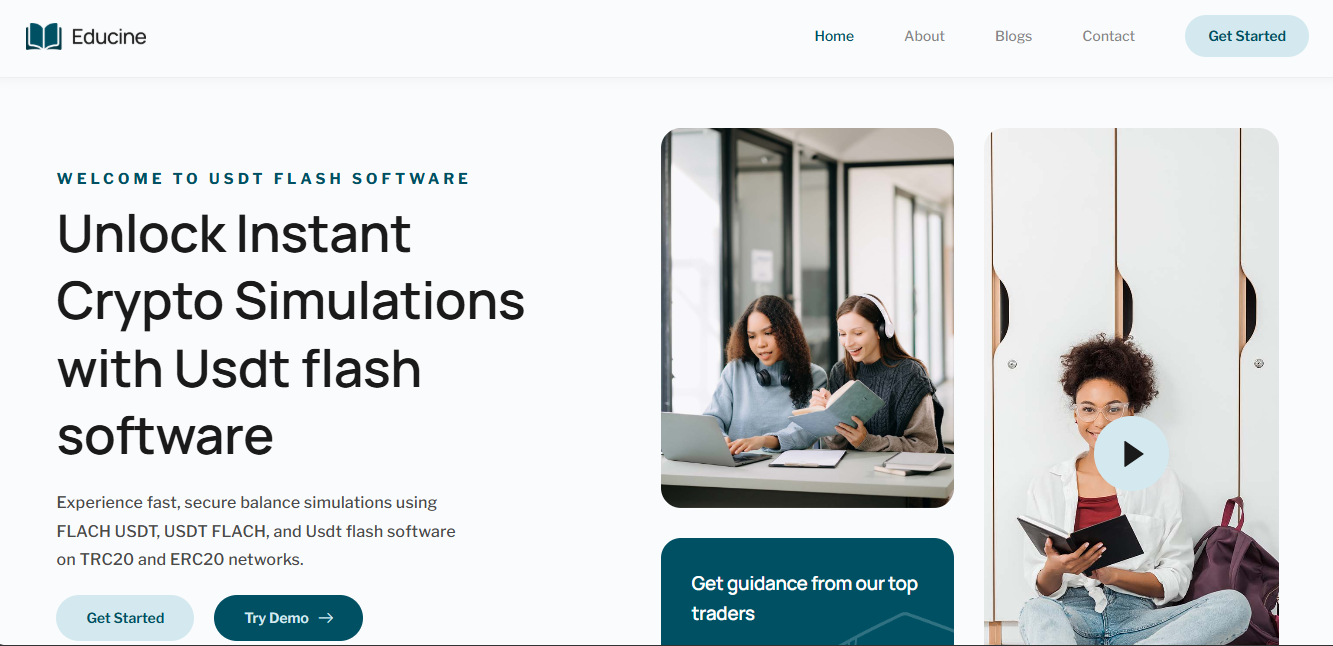 Educine
Home
About
Blogs
Contact
Get Started
WELCOME TO USDT FLASH SOFTWARE
Unlock Instant
Crypto Simulations
with Usdt flash
software
Experience fast, secure balance simulations using
FLACH USDT, USDT FLACH, and Usdt flash software
on TRC20 and ERC20 networks.
Get Started
Try Demo
Get guidance from our top
traders